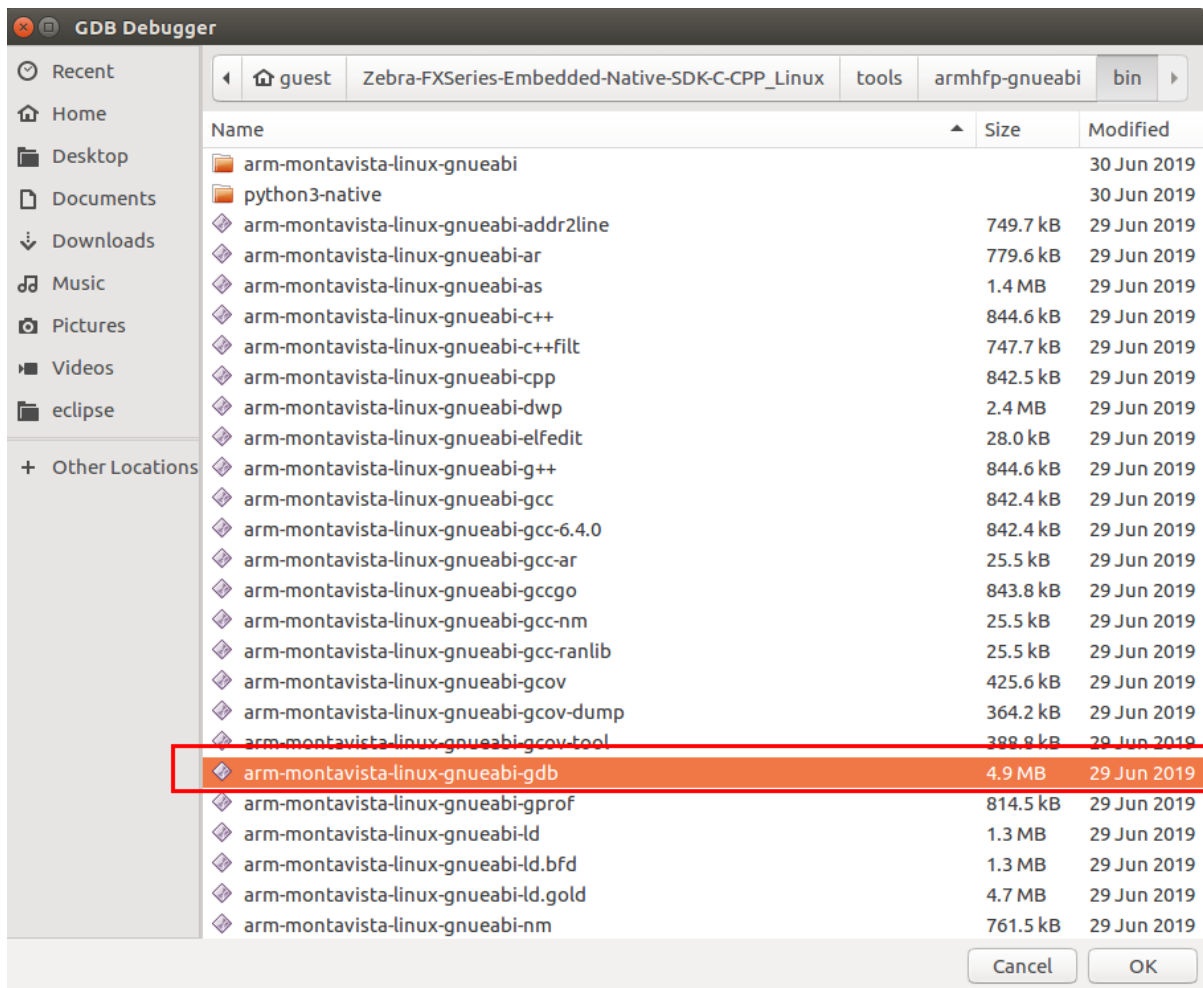 GDB Debugger
Recent
Home
Desktop
Documents
Downloads
Music
Pictures
Videos
eclipse
+ Other Locations
guest Zebra-FXSeries-Embedded-Native-SDK-C-CPP_Linux tools armhfp-gnueabi bin
Name Size Modified
arm-montavista-linux-gnueabi 30 Jun 2019
python3-native 30 Jun 2019
arm-montavista-linux-gnueabi-addr2line 749.7 kB 29 Jun 2019
arm-montavista-linux-gnueabi-ar 779.6 kB 29 Jun 2019
arm-montavista-linux-gnueabi-as 1.4 MB 29 Jun 2019
arm-montavista-linux-gnueabi-c++ 844.6 kB 29 Jun 2019
arm-montavista-linux-gnueabi-c++filt 747.7 kB 29 Jun 2019
arm-montavista-linux-gnueabi-cpp 842.5 kB 29 Jun 2019
arm-montavista-linux-gnueabi-dwp 2.4 MB 29 Jun 2019
arm-montavista-linux-gnueabi-elfedit 28.0 kB 29 Jun 2019
arm-montavista-linux-gnueabi-g++ 844.6 kB 29 Jun 2019
arm-montavista-linux-gnueabi-gcc 842.4 kB 29 Jun 2019
arm-montavista-linux-gnueabi-gcc-6.4.0 842.4 kB 29 Jun 2019
arm-montavista-linux-gnueabi-gcc-ar 25.5 kB 29 Jun 2019
arm-montavista-linux-gnueabi-gccgo 843.8 kB 29 Jun 2019
arm-montavista-linux-gnueabi-gcc-nm 25.5 kB 29 Jun 2019
arm-montavista-linux-gnueabi-gcc-ranlib 25.5 kB 29 Jun 2019
arm-montavista-linux-gnueabi-gcov 425.6 kB 29 Jun 2019
arm-montavista-linux-gnueabi-gcov-dump 364.2 kB 29 Jun 2019
arm-montavista-linux-gnueabi-gcov-tool 388.8 kB 29 Jun 2019
arm-montavista-linux-gnueabi-gdb 4.9 MB 29 Jun 2019
arm-montavista-linux-gnueabi-gprof 814.5 kB 29 Jun 2019
arm-montavista-linux-gnueabi-ld 1.3 MB 29 Jun 2019
arm-montavista-linux-gnueabi-ld.bfd 1.3 MB 29 Jun 2019
arm-montavista-linux-gnueabi-ld.gold 4.7 MB 29 Jun 2019
arm-montavista-linux-gnueabi-nm 761.5 kB 29 Jun 2019
Cancel OK